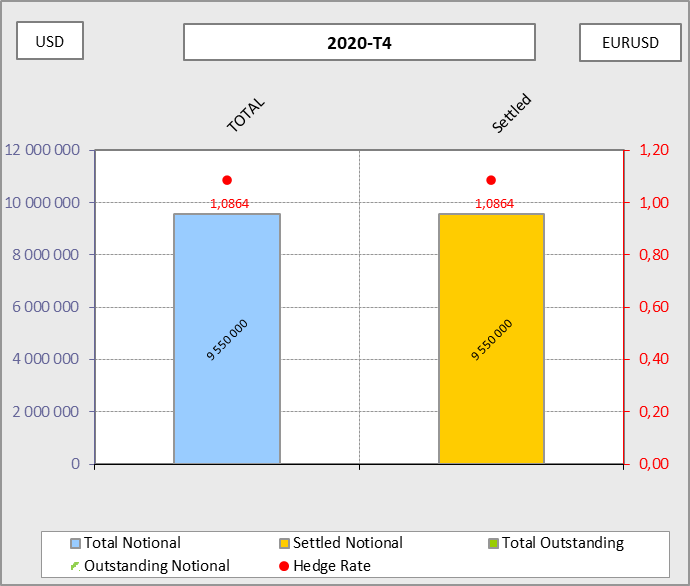 USD 2020-T4 EURUSD
TOTAL Settled
12 000 000 1,20
1,0864 1,0864
10 000 000 1,00
8 000 000 0,80
6 000 000 0,60
9 550 000 9 550 000
4 000 000 0,40
2 000 000 0,20
0 0,00
Total Notional Settled Notional Total Outstanding
Outstanding Notional Hedge Rate